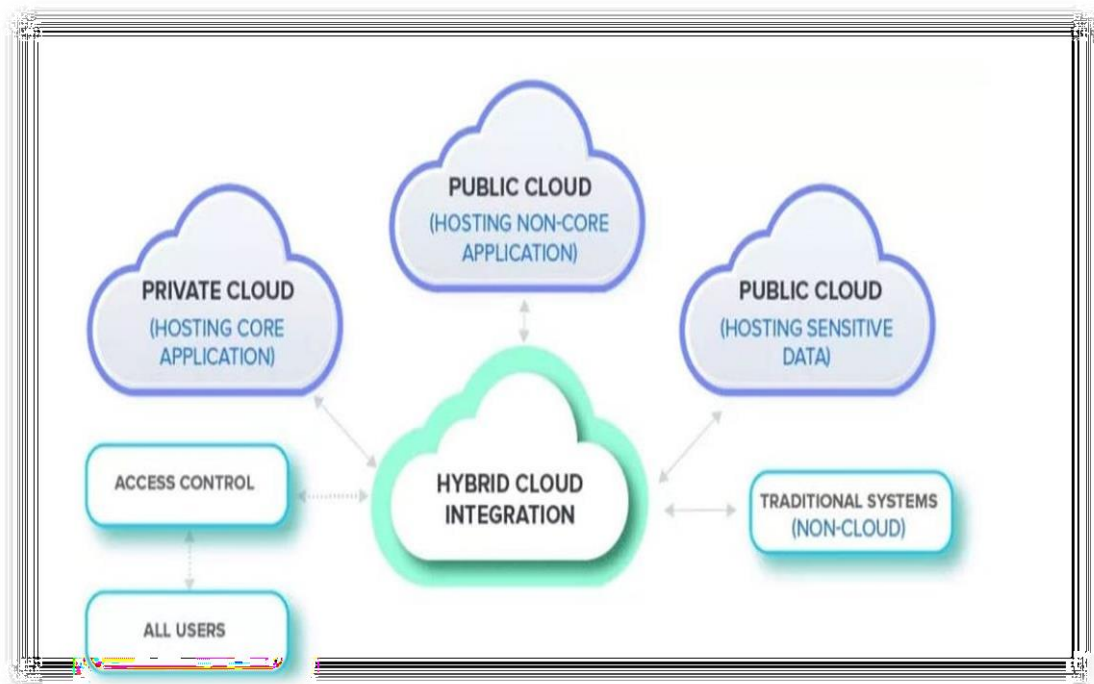 PUBLIC CLOUD
(HOSTING NON-CORE
APPLICATION)
PRIVATE CLOUD
(HOSTING CORE
APPLICATION)
PUBLIC CLOUD
(HOSTING SENSITIVE
DATA)
HYBRID CLOUD
INTEGRATION
ACCESS CONTROL
TRADITIONAL SYSTEMS
(NON-CLOUD)
ALL USERS